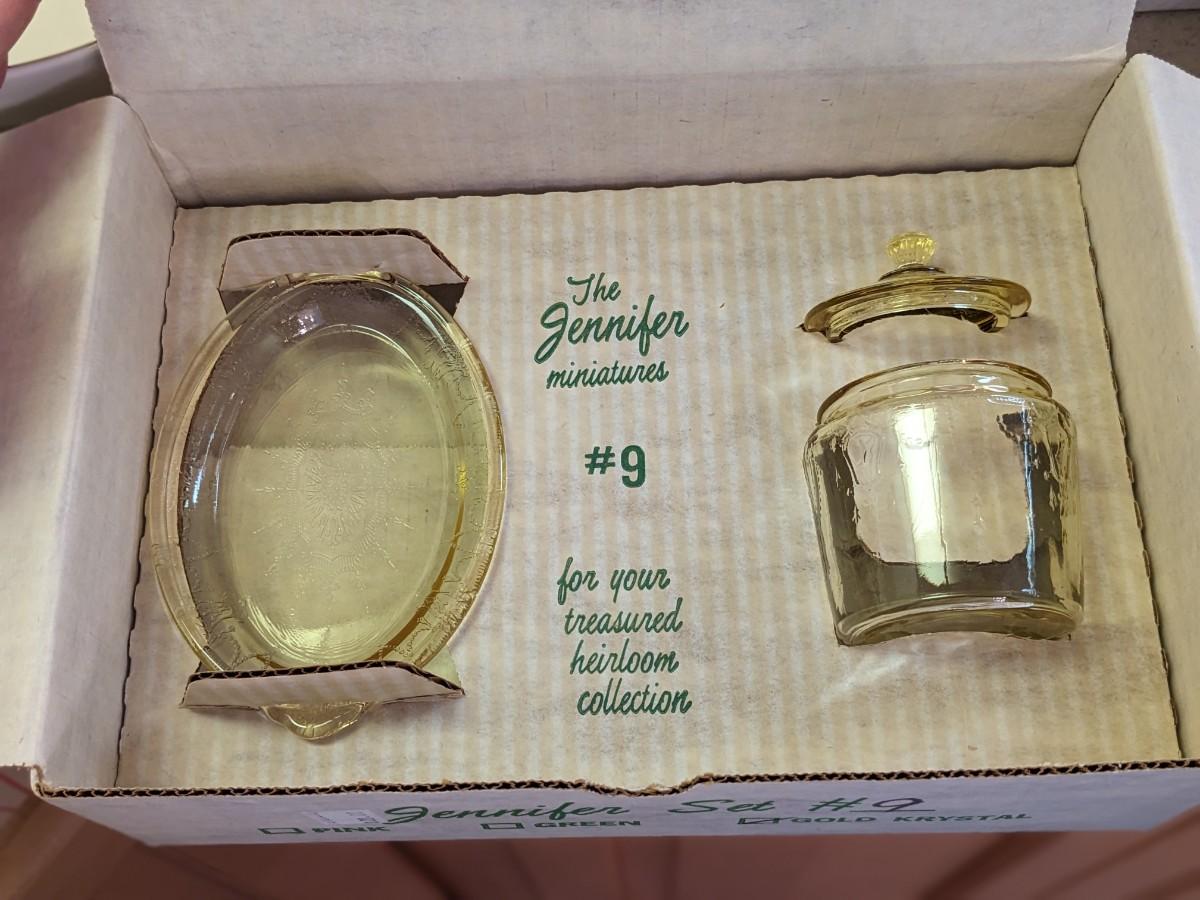 The
Jennifer
miniatures
#9
for your
treasured
heirloom
collection
Jennifer Set #9
PINK GREEN GOLD KRYSTAL